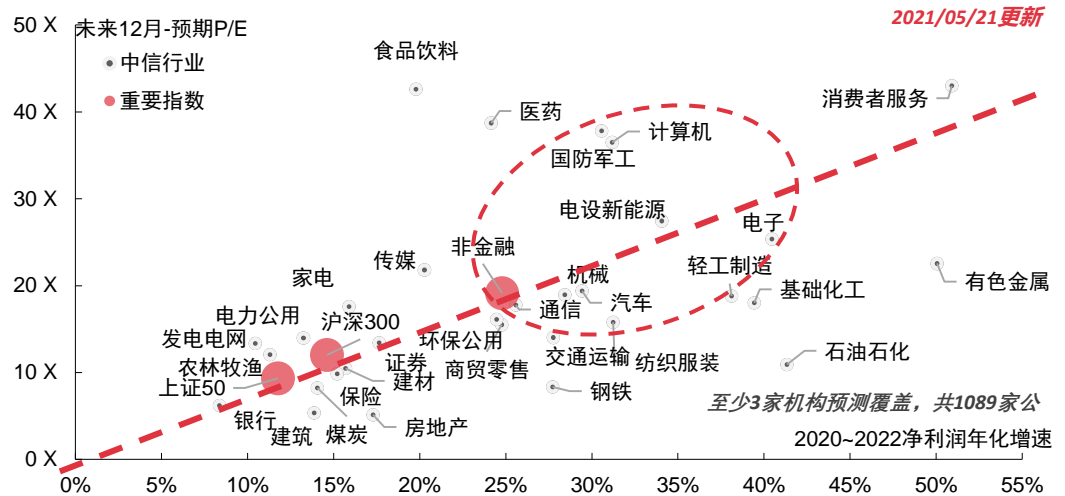 50 X
未来12月-预期P/E
2021/05/21更新
中信行业
重要指数
食品饮料
消费者服务
40 X
医药
计算机
国防军工
30 X
电设新能源
电子
非金融
传媒
家电
机械
轻工制造
有色金属
20 X
基础化工
汽车
通信
电力公用
沪深300
发电电网
环保公用
农林牧渔
证券
商贸零售
交通运输
纺织服装
石油石化
10 X
上证50
建材
保险
钢铁
银行
建筑
煤炭
房地产
至少3家机构预测覆盖，共1089家公
2020~2022净利润年化增速
0 X
0% 5% 10% 15% 20% 25% 30% 35% 40% 45% 50% 55%